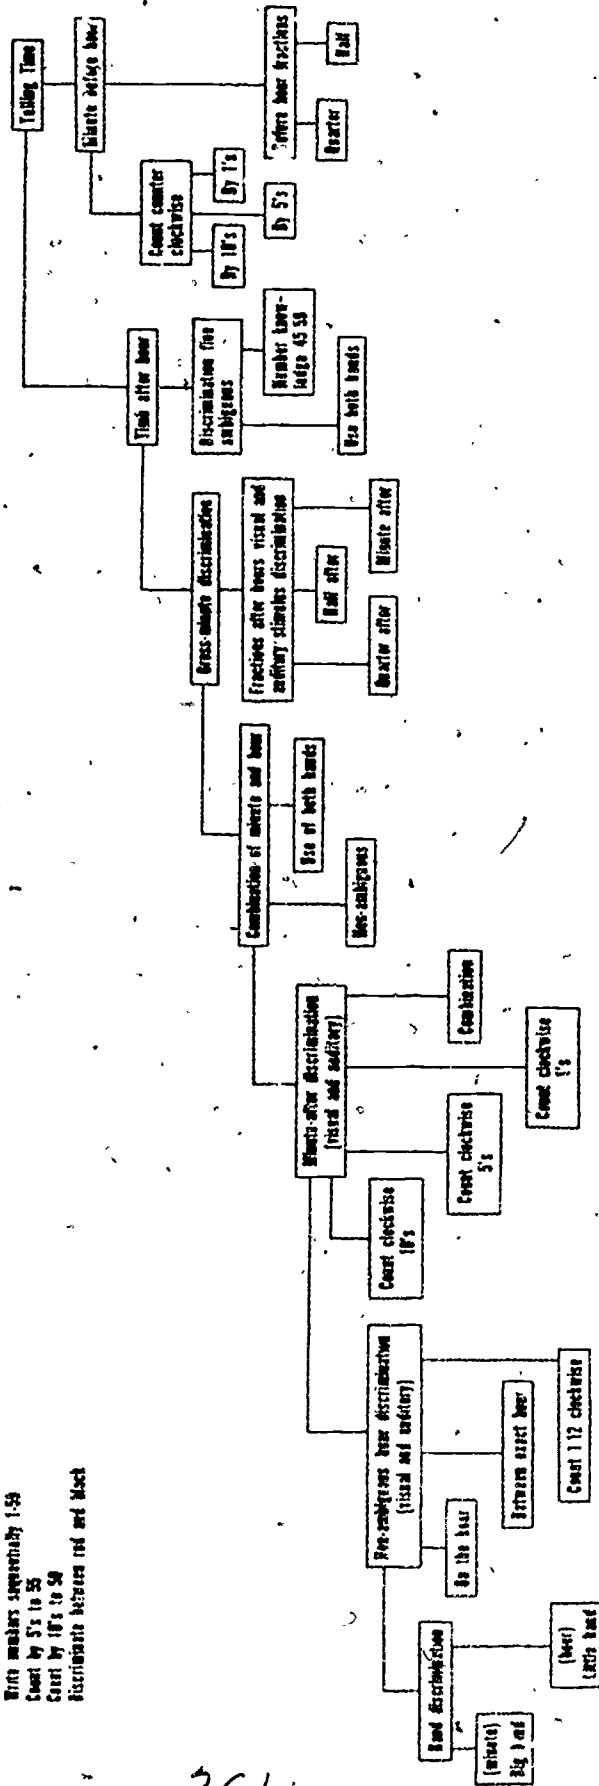 Write numbers sequentially 1-59
Count by 5's to 55
Count by 10's to 50
Discriminate between red and black
Telling Time
Minute before hour
Before hour fractions
Half
Quarter
Count counter
clockwise
By 1's
By 5's
By 10's
Time after hour
Discrimination fine
ambiguous
Number know-
ledge 45 59
Use both hands
Gross-minute discrimination
Fractions after hours visual and
auditory stimulus discrimination
Minute after
Half after
Quarter after
Combination of minute and hour
Use of both hands
Non-ambiguous
Minute-after discrimination
(visual and auditory)
Combination
Count clockwise
1's
Count clockwise
5's
Count clockwise
10's
Non-ambiguous hour discrimination
(visual and auditory)
Count 1 12 clockwise
Between exact hour
On the hour
Hand discrimination
(hour)
Little hand
(minute)
Big hand